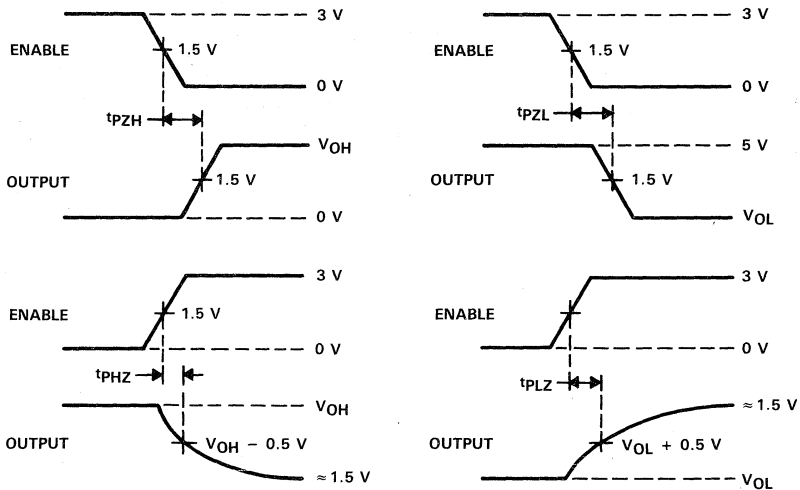 3 V
ENABLE
1.5 V
0 V
tPZH
VOH
OUTPUT
1.5 V
0 V
3 V
ENABLE
1.5 V
0 V
tPZL
5 V
OUTPUT
1.5 V
VOL
3 V
ENABLE
1.5 V
0 V
tPHZ
VOH
OUTPUT
VOH − 0.5 V
≈1.5 V
3 V
ENABLE
0 V
tPLZ
≈1.5 V
OUTPUT
VOL + 0.5 V
VOL